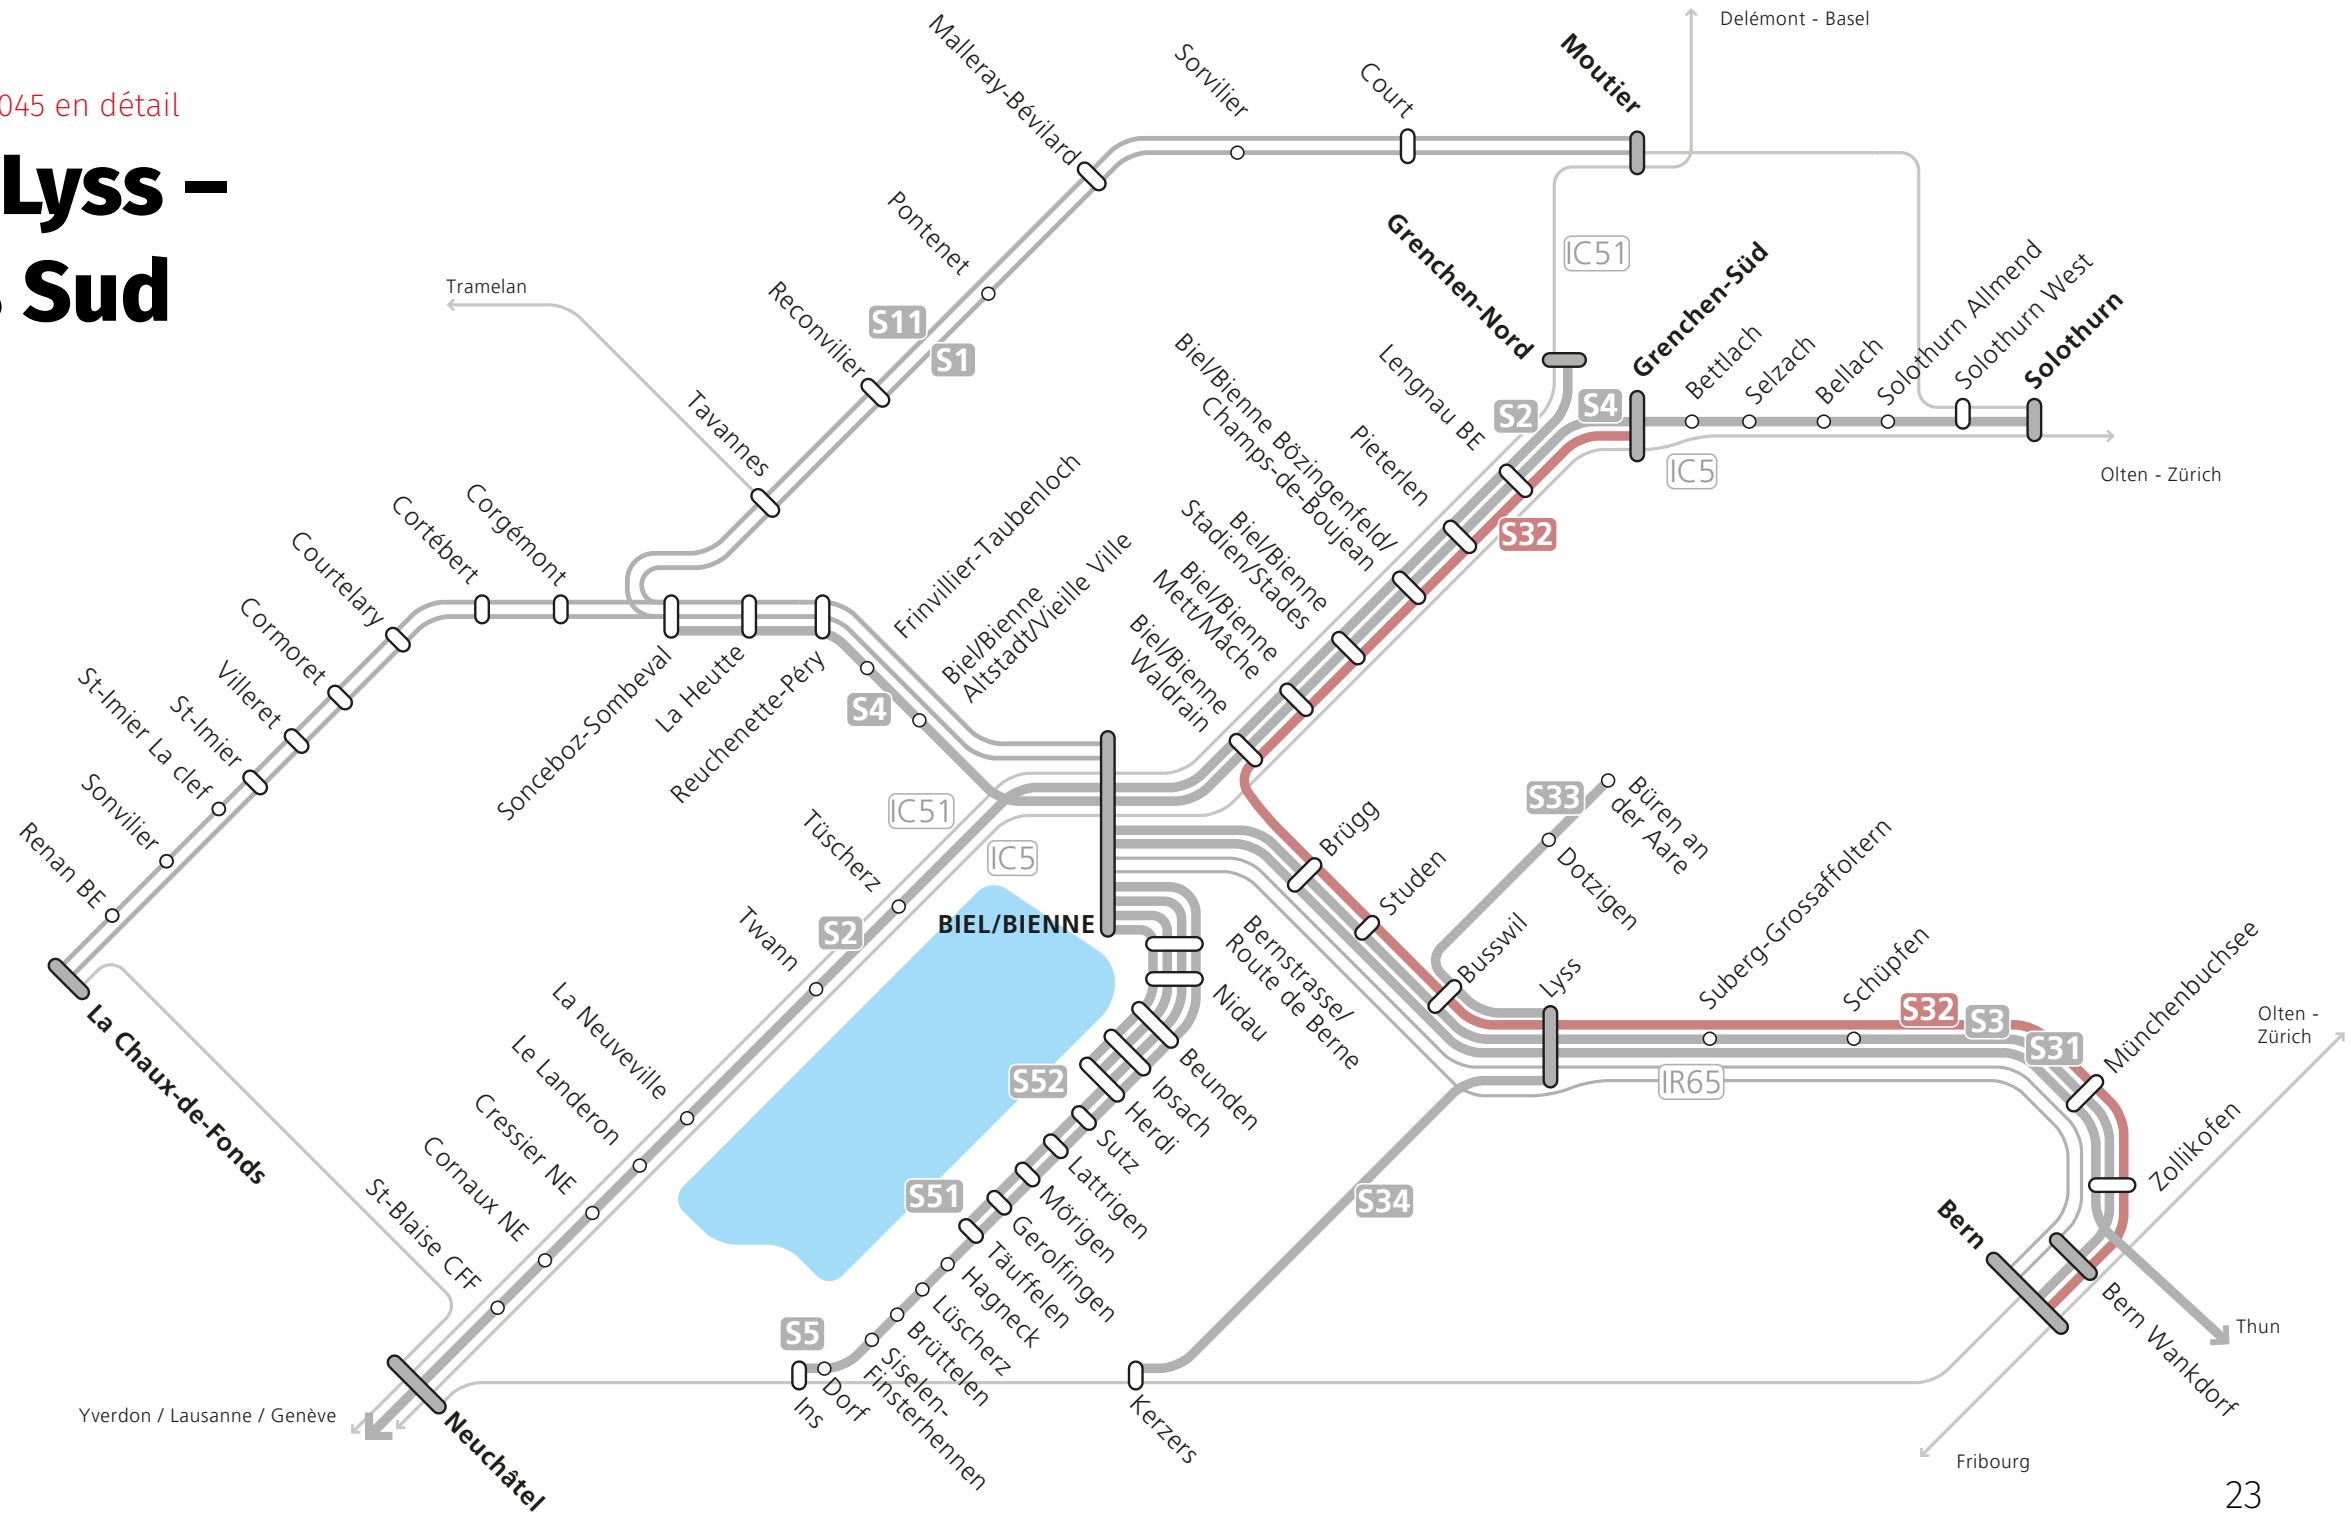 045 en détail
Lyss –
Sud
Delémont - Basel
Malleray-Bévilard
Sorvilier
Court
Moutier
Pontenet
Reconvilier
Tavannes
Tramelan
S11
S1
IC51
Grenchen-Nord
Grenchen-Süd
Bettlach
Selzach
Bellach
Solothurn Allmend
Solothurn West
Solothurn
S2
S4
IC5
Olten - Zürich
Lengnau BE
Pieterlen
Biel/Bienne Bözingenfeld/
Champs-de-Boujean
Biel/Bienne
Stadien/Stades
Biel/Bienne
Mett/Mâche
Biel/Bienne
Waldrain
S32
Corgémont
Cortébert
Courtelary
Cormoret
Villeret
St-Imier
St-Imier La clef
Sonvilier
Renan BE
La Chaux-de-Fonds
Sonceboz-Sombeval
La Heutte
Reuchenette-Péry
Frinvillier-Taubenloch
Biel/Bienne
Altstadt/Vieille Ville
S4
IC51
IC5
BIEL/BIENNE
Tüscherz
Twann
S2
La Neuveville
Le Landeron
Cressier NE
Cornaux NE
St-Blaise CFF
Neuchâtel
Yverdon / Lausanne / Genève
Brügg
Studen
Busswil
Lyss
S33
Büren an
der Aare
Dotzigen
Suberg-Grossaffoltern
Schüpfen
S32
S3
S31
IR65
Münchenbuchsee
Olten -
Zürich
Zollikofen
Bern
Bern Wankdorf
Thun
Fribourg
Bernstrasse/
Route de Berne
Nidau
Beunden
Ipsach
Herdi
Sutz
Lattrigen
Mörigen
Gerolfingen
Täuffelen
Hagneck
Lüscherz
Brüttelen
Siselen-
Finsterhennen
Dorf
Ins
S52
S51
S5
S34
Kerzers
23